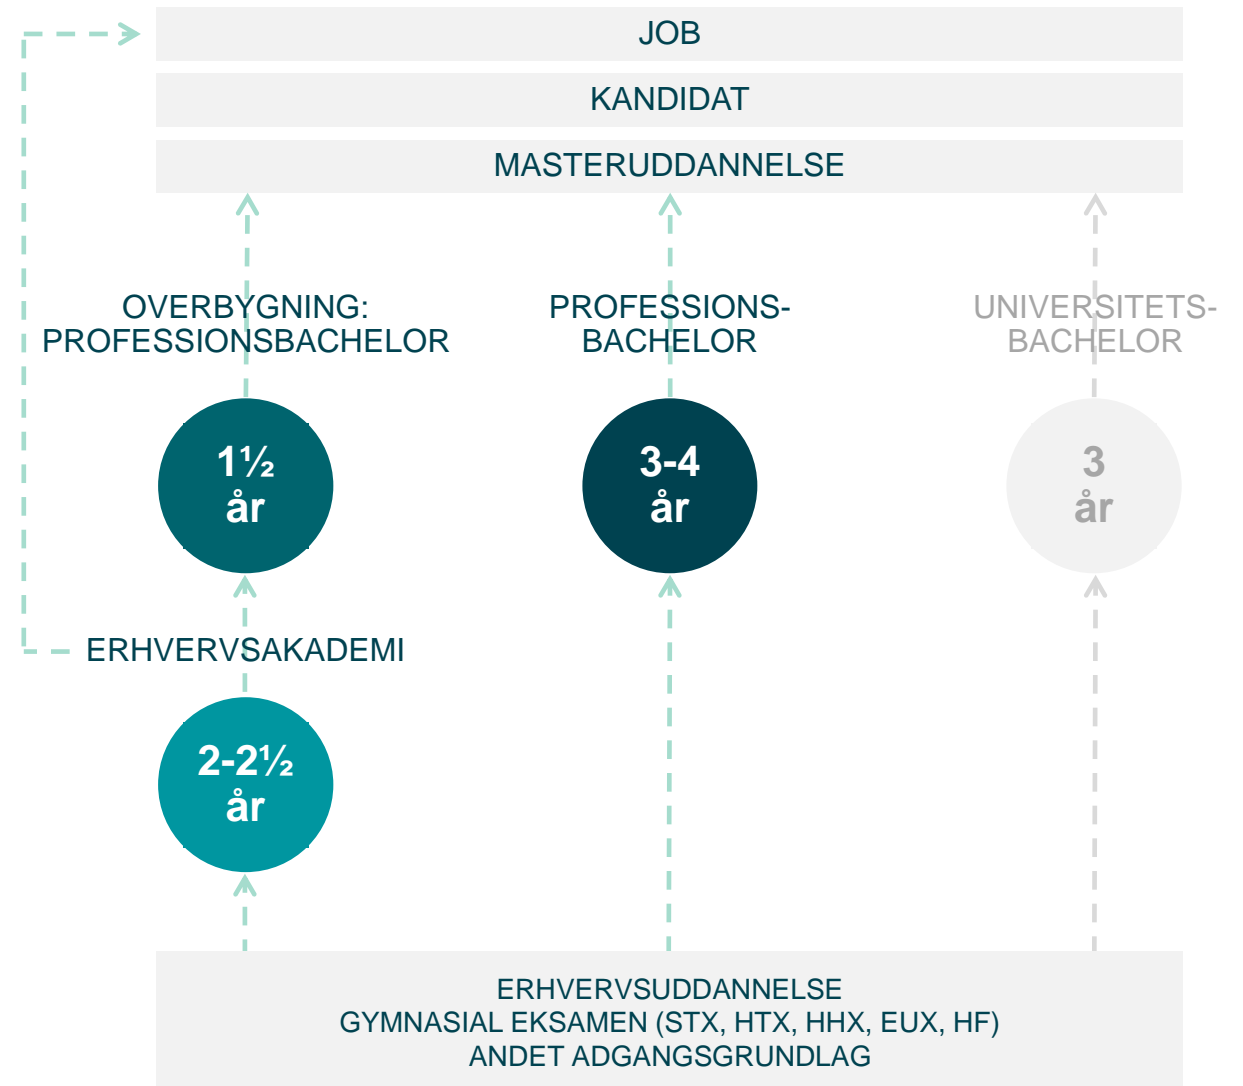 JOB
KANDIDAT
MASTERUDDANNELSE
OVERBYGNING:
PROFESSIONSBACHELOR
PROFESSIONS-
BACHELOR
UNIVERSITETS-
BACHELOR
1½
år
3-4
år
3
år
ERHVERVSAKADEMI
2-2½
år
ERHVERVSUDDANNELSE
GYMNASIAL EKSAMEN (STX, HTX, HHX, EUX, HF)
ANDET ADGANGSGRUNDLAG